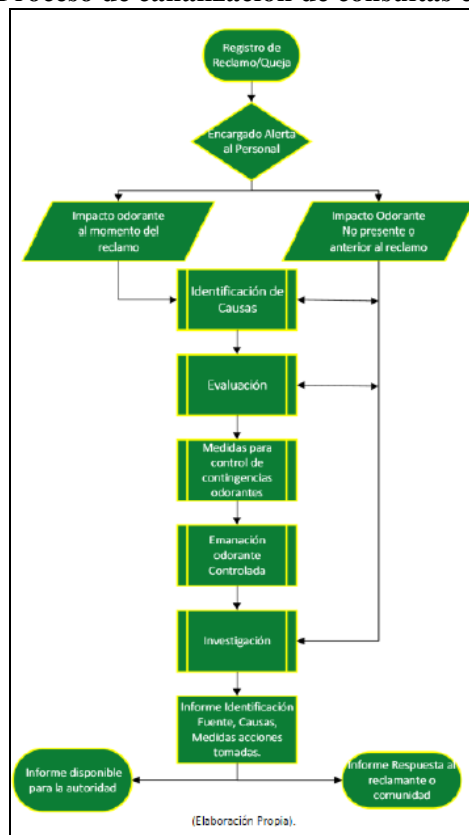 Proceso de canalización de consultas o
Registro de
Reclamo/Queja
Encargado Alerta
al Personal
Impacto odorante
al momento del
reclamo
Impacto Odorante
No presente o
anterior al reclamo
Identificación de
Causas
Evaluación
Medidas para
control de
contingencias
odorantes
Emanación
odorante
Controlada
Investigación
Informe Identificación
Fuente, Causas,
Medidas acciones
tomadas.
Informe disponible
para la autoridad
Informe Respuesta al
reclamante o
comunidad
(Elaboración Propia).